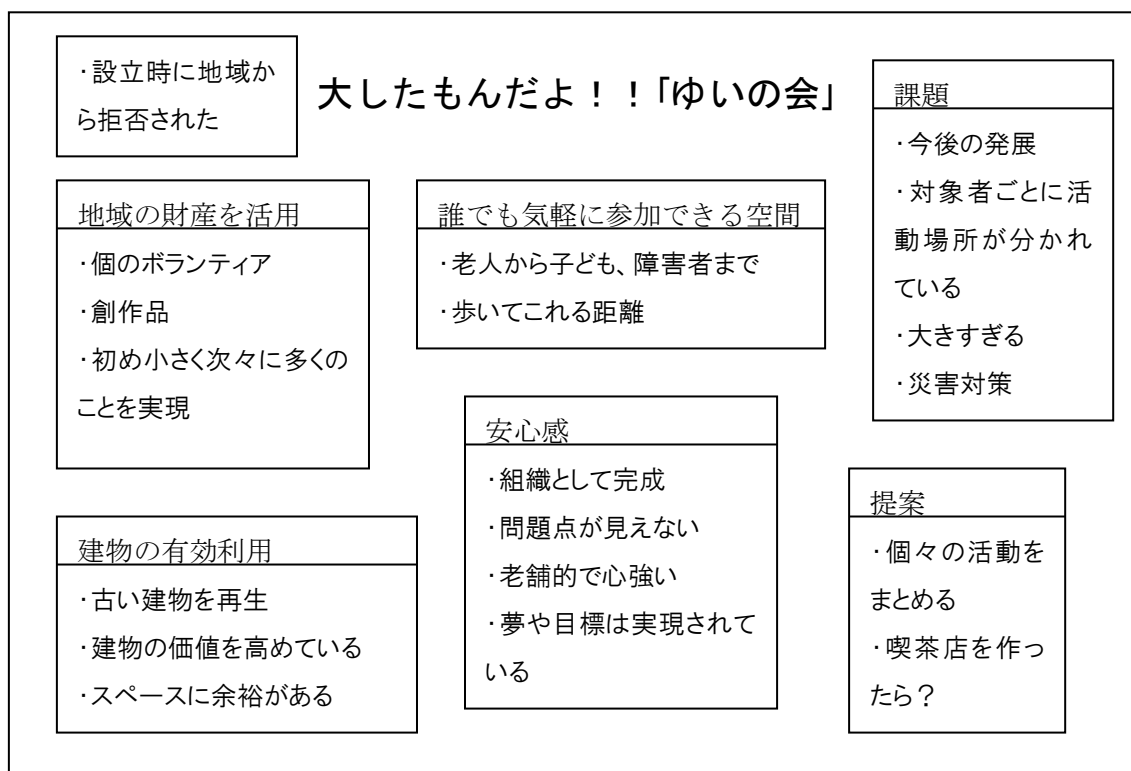 ・設立時に地域か
ら拒否された
大したもんだよ！！「ゆいの会」
地域の財産を活用
・個のボランティア
・創作品
・初め小さく次々に多くの
ことを実現
誰でも気軽に参加できる空間
・老人から子ども、障害者まで
・歩いてこれる距離
課題
・今後の発展
・対象者ごとに活
動場所が分かれ
ている
・大きすぎる
・災害対策
建物の有効利用
・古い建物を再生
・建物の価値を高めている
・スペースに余裕がある
安心感
・組織として完成
・問題点が見えない
・老舗的で心強い
・夢や目標は実現されて
いる
提案
・個々の活動を
まとめる
・喫茶店を作っ
たら？